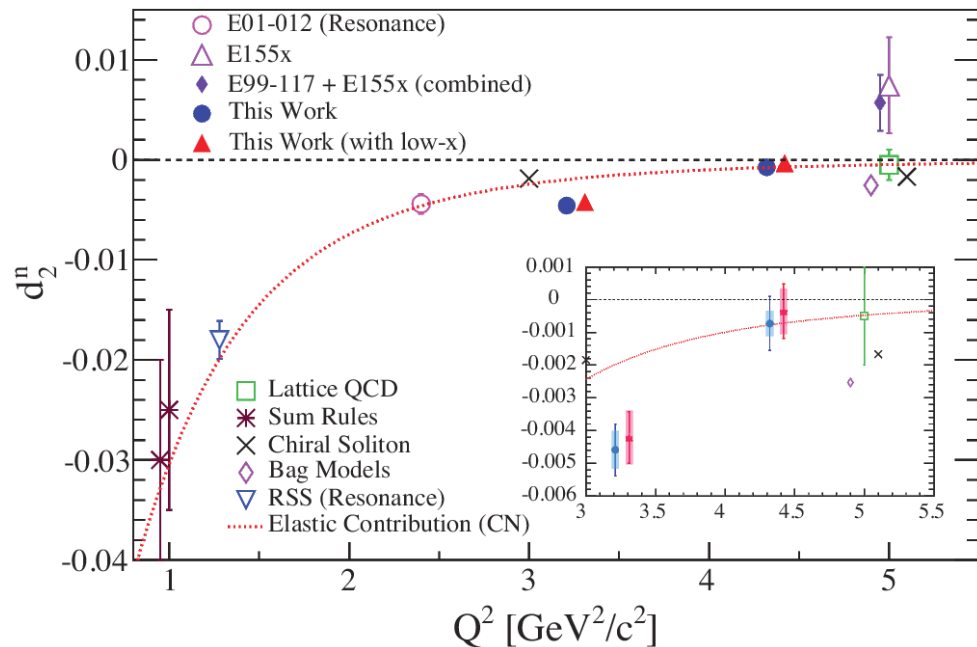 E01-012 (Resonance)
E155x
E99-117 + E155x (combined)
This Work
This Work (with low-x)
0.01
0
-0.01
-0.02
-0.03
-0.04
d₂ⁿ
Lattice QCD
Sum Rules
Chiral Soliton
Bag Models
RSS (Resonance)
Elastic Contribution (CN)
0.001
0
-0.001
-0.002
-0.003
-0.004
-0.005
-0.006
3 3.5 4 4.5 5 5.5
1 2 3 4 5
Q² [GeV²/c²]